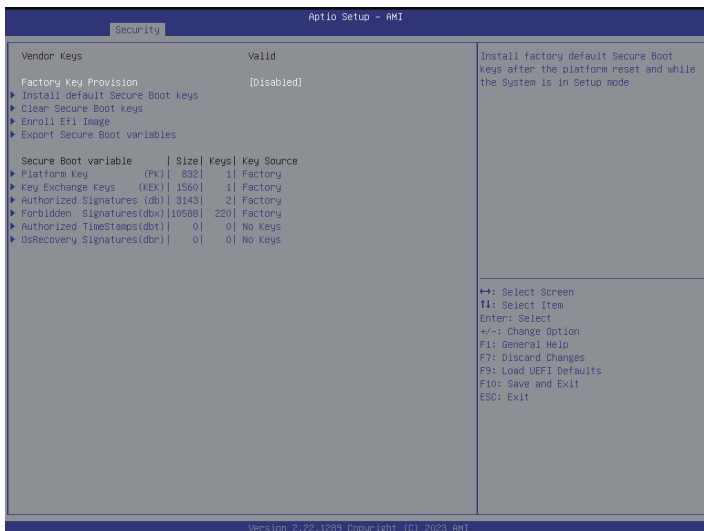 Aptio Setup – AMI
Security
Vendor Keys Valid
Factory Key Provision [Disabled]
Install default Secure Boot keys
Clear Secure Boot keys
Enroll Efi Image
Export Secure Boot variables
Secure Boot variable | Size| Keys| Key Source
Platform Key (PK)| 832| 1| Factory
Key Exchange Keys (KEK)| 1560| 1| Factory
Authorized Signatures (db)| 3143| 2| Factory
Forbidden Signatures(dbx)|10588| 220| Factory
Authorized TimeStamps(dbt)| 0| 0| No Keys
OsRecovery Signatures(dbr)| 0| 0| No Keys
Install factory default Secure Boot
keys after the platform reset and while
the System is in Setup mode
↔: Select Screen
↑↓: Select Item
Enter: Select
+/-: Change Option
F1: General Help
F7: Discard Changes
F9: Load UEFI Defaults
F10: Save and Exit
ESC: Exit
Version 2.22.1289 Copyright (C) 2023 AMI